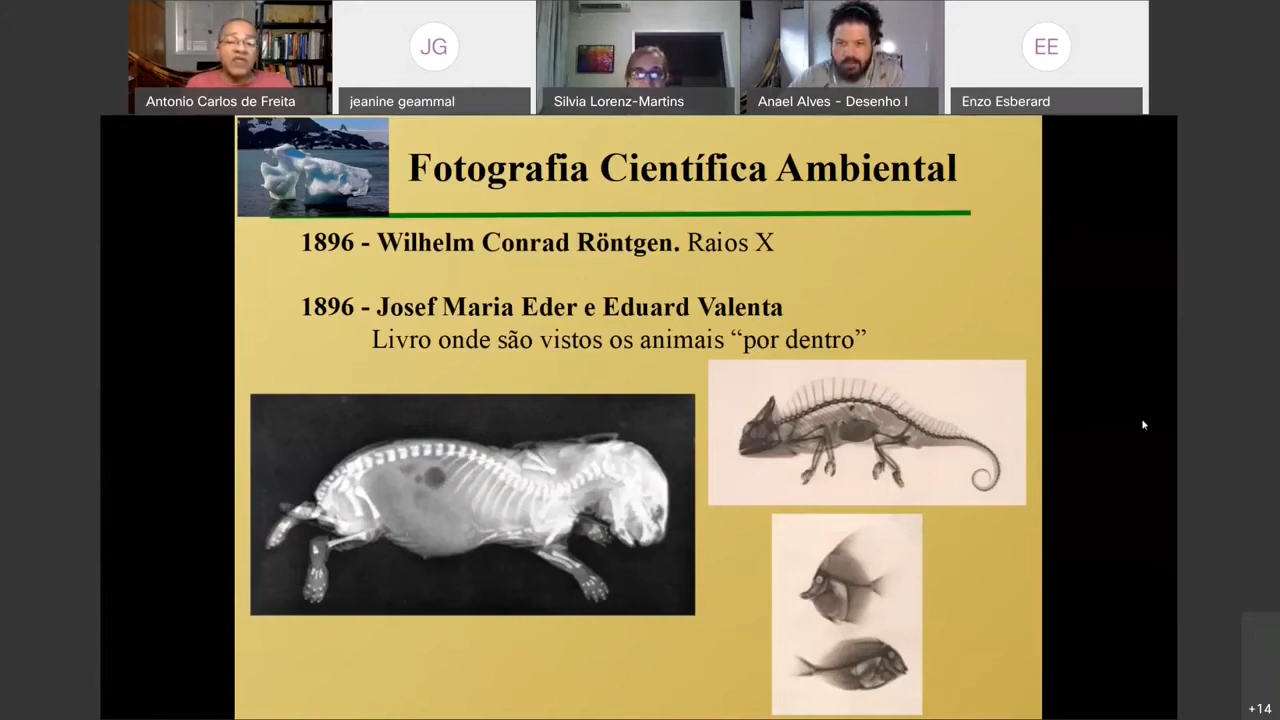 JG
EE
Antonio Carlos de Freita
jeanine geammal
Silvia Lorenz-Martins
Anael Alves - Desenho I
Enzo Esberard
Fotografia Científica Ambiental
1896 - Wilhelm Conrad Röntgen. Raios X
1896 - Josef Maria Eder e Eduard Valenta
Livro onde são vistos os animais “por dentro”
+14